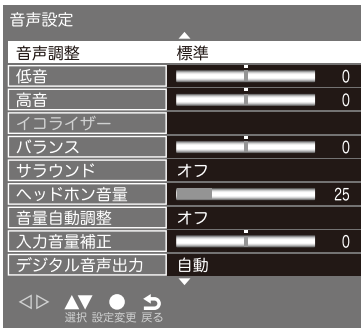 音声設定
音声調整 標準
低音 0
高音 0
イコライザー
バランス 0
サラウンド オフ
ヘッドホン音量 25
音量自動調整 オフ
入力音量補正 0
デジタル音声出力 自動
選択 設定変更 戻る